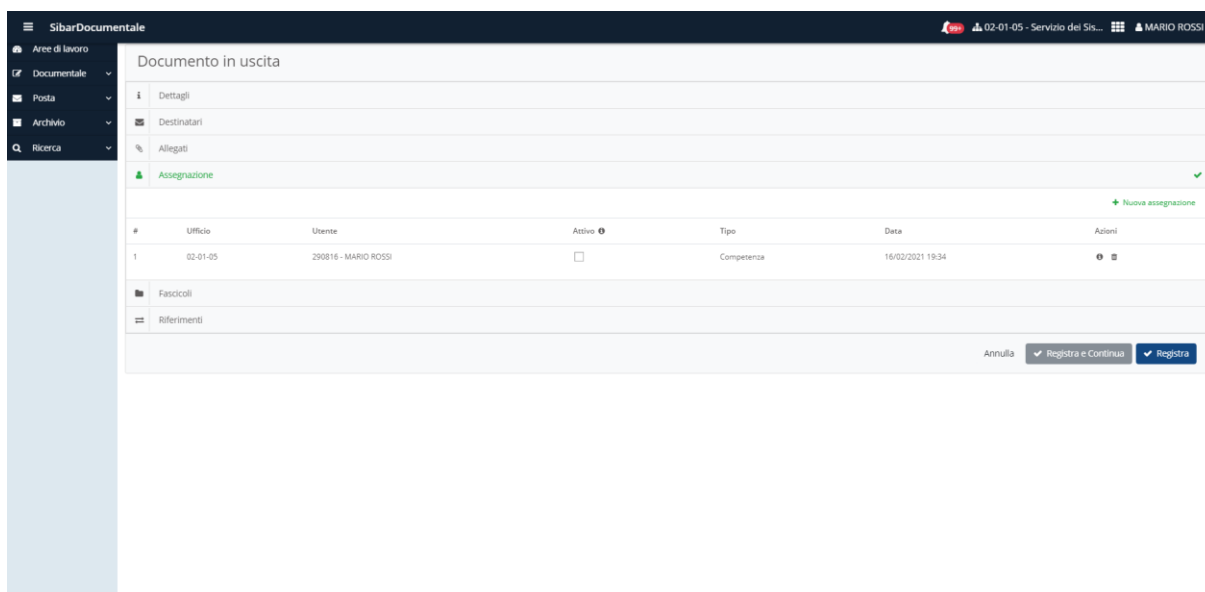 SibarDocumentale
99+ 02-01-05 - Servizio dei Sis... MARIO ROSSI
Aree di lavoro
Documentale
Posta
Archivio
Ricerca
Documento in uscita
Dettagli
Destinatari
Allegati
Assegnazione
+ Nuova assegnazione
# Ufficio Utente Attivo Tipo Data Azioni
1 02-01-05 290816 - MARIO ROSSI Competenza 16/02/2021 19:34
Fascicoli
Riferimenti
Annulla Registra e Continua Registra